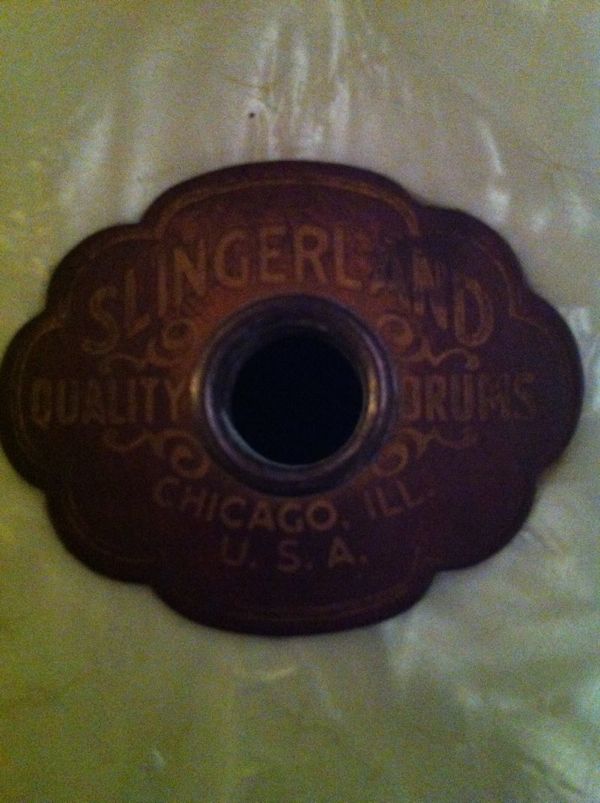 SLINGERLAND
QUALITY DRUMS
CHICAGO, ILL.
U.S.A.